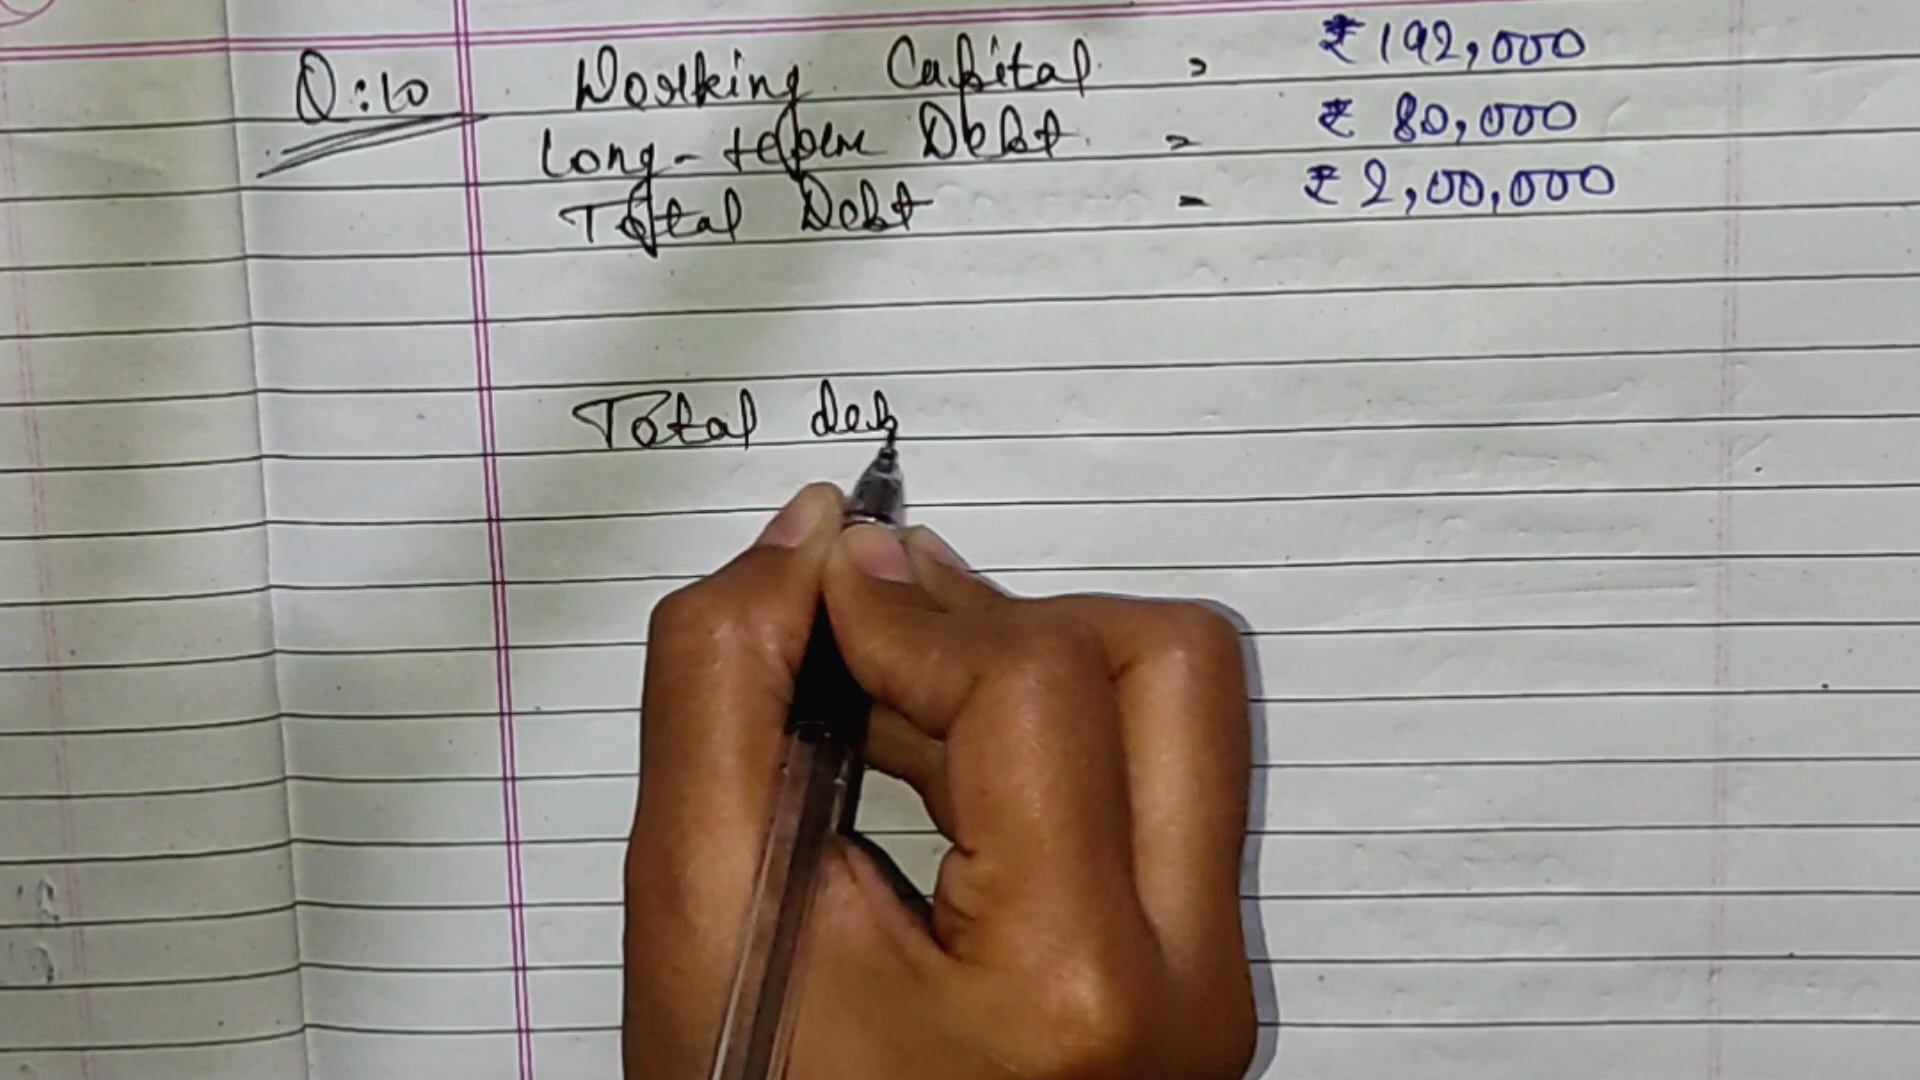 Q:10 Working Capital = ₹ 192,000
Long-term Debt = ₹ 80,000
Total Debt = ₹ 2,00,000
Total deb